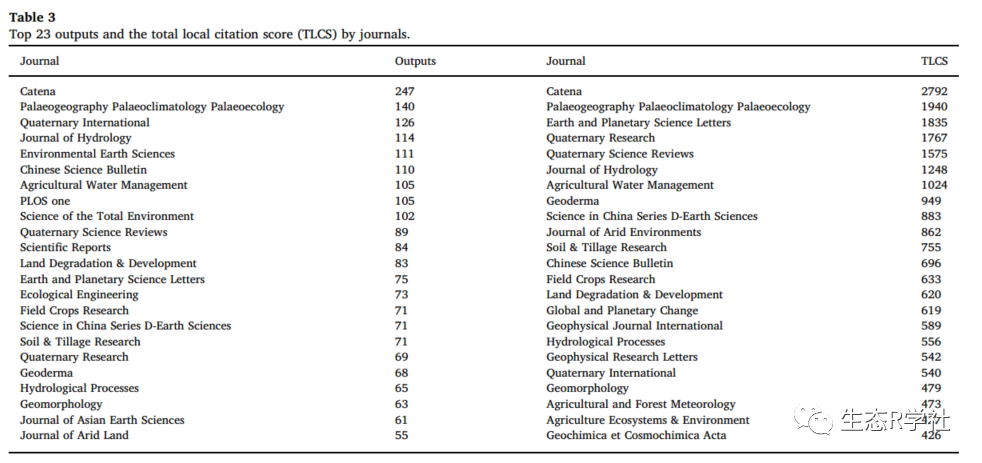 Table 3
Top 23 outputs and the total local citation score (TLCS) by journals.
Journal Outputs Journal TLCS
Catena 247 Catena 2792
Palaeogeography Palaeoclimatology Palaeoecology 140 Palaeogeography Palaeoclimatology Palaeoecology 1940
Quaternary International 126 Earth and Planetary Science Letters 1835
Journal of Hydrology 114 Quaternary Research 1767
Environmental Earth Sciences 111 Quaternary Science Reviews 1575
Chinese Science Bulletin 110 Journal of Hydrology 1248
Agricultural Water Management 105 Agricultural Water Management 1024
PLOS one 105 Geoderma 949
Science of the Total Environment 102 Science in China Series D-Earth Sciences 883
Quaternary Science Reviews 89 Journal of Arid Environments 862
Scientific Reports 84 Soil & Tillage Research 755
Land Degradation & Development 83 Chinese Science Bulletin 696
Earth and Planetary Science Letters 75 Field Crops Research 633
Ecological Engineering 73 Land Degradation & Development 620
Field Crops Research 71 Global and Planetary Change 619
Science in China Series D-Earth Sciences 71 Geophysical Journal International 589
Soil & Tillage Research 71 Hydrological Processes 556
Quaternary Research 69 Geophysical Research Letters 542
Geoderma 68 Quaternary International 540
Hydrological Processes 65 Geomorphology 479
Geomorphology 63 Agricultural and Forest Meteorology 473
Journal of Asian Earth Sciences 61 Agriculture Ecosystems & Environment
Journal of Arid Land 55 Geochimica et Cosmochimica Acta 426
生态R学社